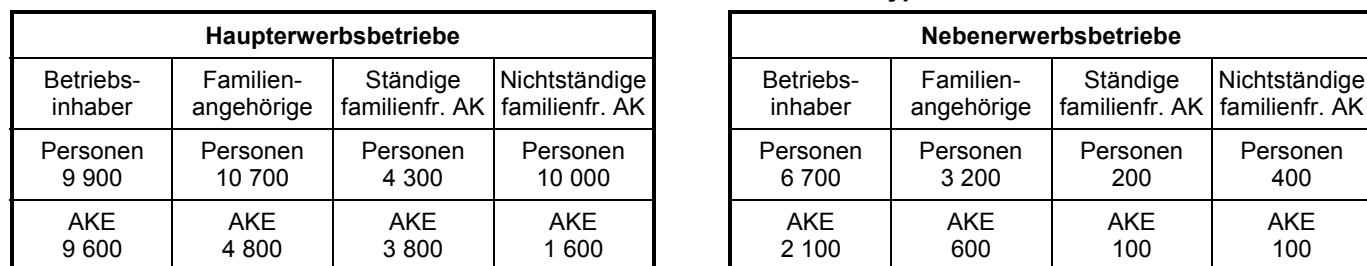 Haupterwerbsbetriebe
Betriebs- Familien- Ständige Nichtständige
inhaber angehörige familienfr. AK familienfr. AK
Personen Personen Personen Personen
9 900 10 700 4 300 10 000
AKE AKE AKE AKE
9 600 4 800 3 800 1 600
Nebenerwerbsbetriebe
Betriebs- Familien- Ständige Nichtständige
inhaber angehörige familienfr. AK familienfr. AK
Personen Personen Personen Personen
6 700 3 200 200 400
AKE AKE AKE AKE
2 100 600 100 100